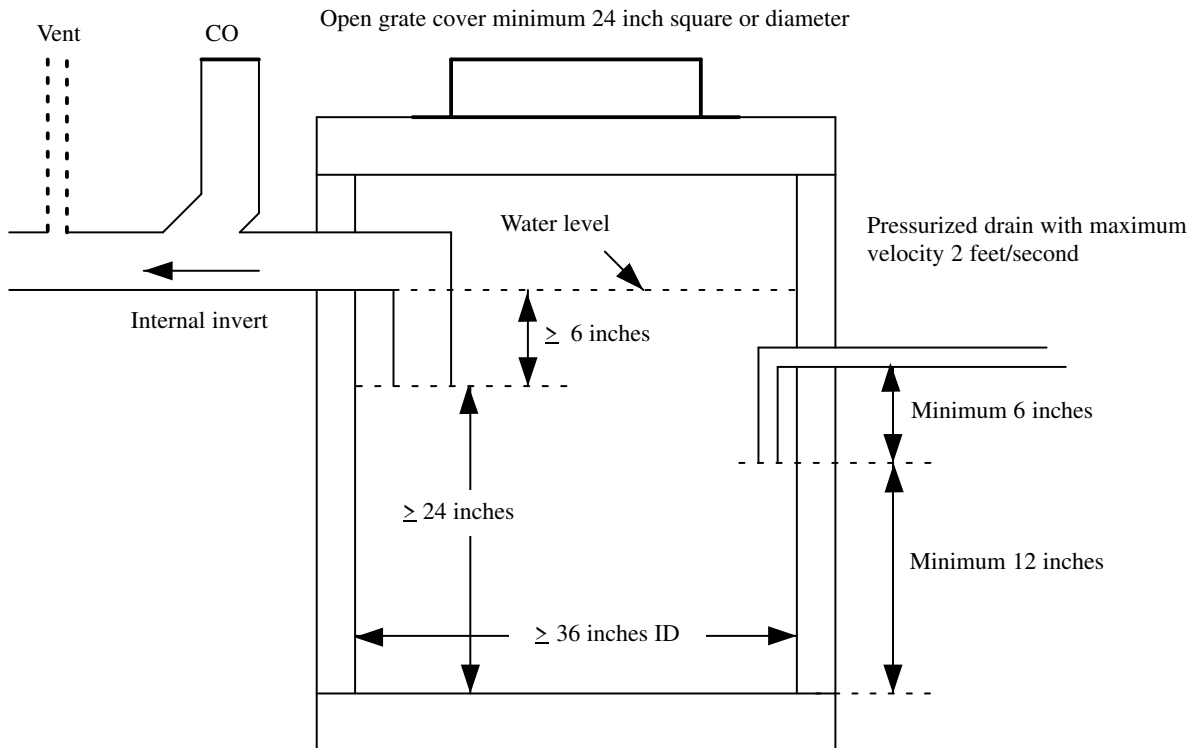 Open grate cover minimum 24 inch square or diameter
Vent
CO
Water level
Pressurized drain with maximum
velocity 2 feet/second
Internal invert
≥ 6 inches
Minimum 6 inches
≥ 24 inches
Minimum 12 inches
≥ 36 inches ID